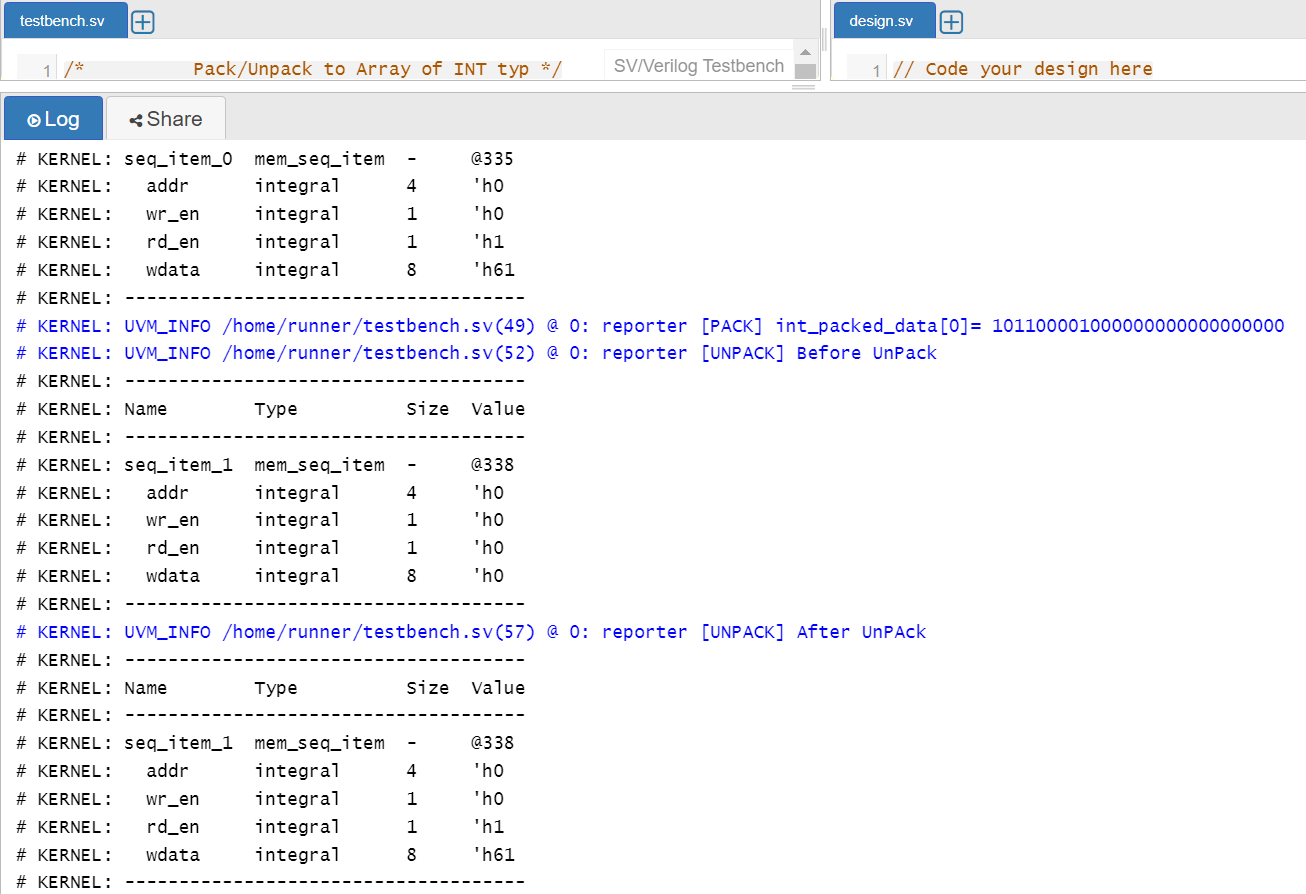 testbench.sv
design.sv
1 /*          Pack/Unpack to Array of INT typ */
SV/Verilog Testbench
1 // Code your design here
Log
Share
# KERNEL: seq_item_0  mem_seq_item  -     @335
# KERNEL:   addr      integral      4     'h0
# KERNEL:   wr_en     integral      1     'h0
# KERNEL:   rd_en     integral      1     'h1
# KERNEL:   wdata     integral      8     'h61
# KERNEL: -------------------------------------
# KERNEL: UVM_INFO /home/runner/testbench.sv(49) @ 0: reporter [PACK] int_packed_data[0]= 101100001000000000000000000
# KERNEL: UVM_INFO /home/runner/testbench.sv(52) @ 0: reporter [UNPACK] Before UnPack
# KERNEL: -------------------------------------
# KERNEL: Name        Type          Size  Value
# KERNEL: -------------------------------------
# KERNEL: seq_item_1  mem_seq_item  -     @338
# KERNEL:   addr      integral      4     'h0
# KERNEL:   wr_en     integral      1     'h0
# KERNEL:   rd_en     integral      1     'h0
# KERNEL:   wdata     integral      8     'h0
# KERNEL: -------------------------------------
# KERNEL: UVM_INFO /home/runner/testbench.sv(57) @ 0: reporter [UNPACK] After UnPAck
# KERNEL: -------------------------------------
# KERNEL: Name        Type          Size  Value
# KERNEL: -------------------------------------
# KERNEL: seq_item_1  mem_seq_item  -     @338
# KERNEL:   addr      integral      4     'h0
# KERNEL:   wr_en     integral      1     'h0
# KERNEL:   rd_en     integral      1     'h1
# KERNEL:   wdata     integral      8     'h61
# KERNEL: -------------------------------------